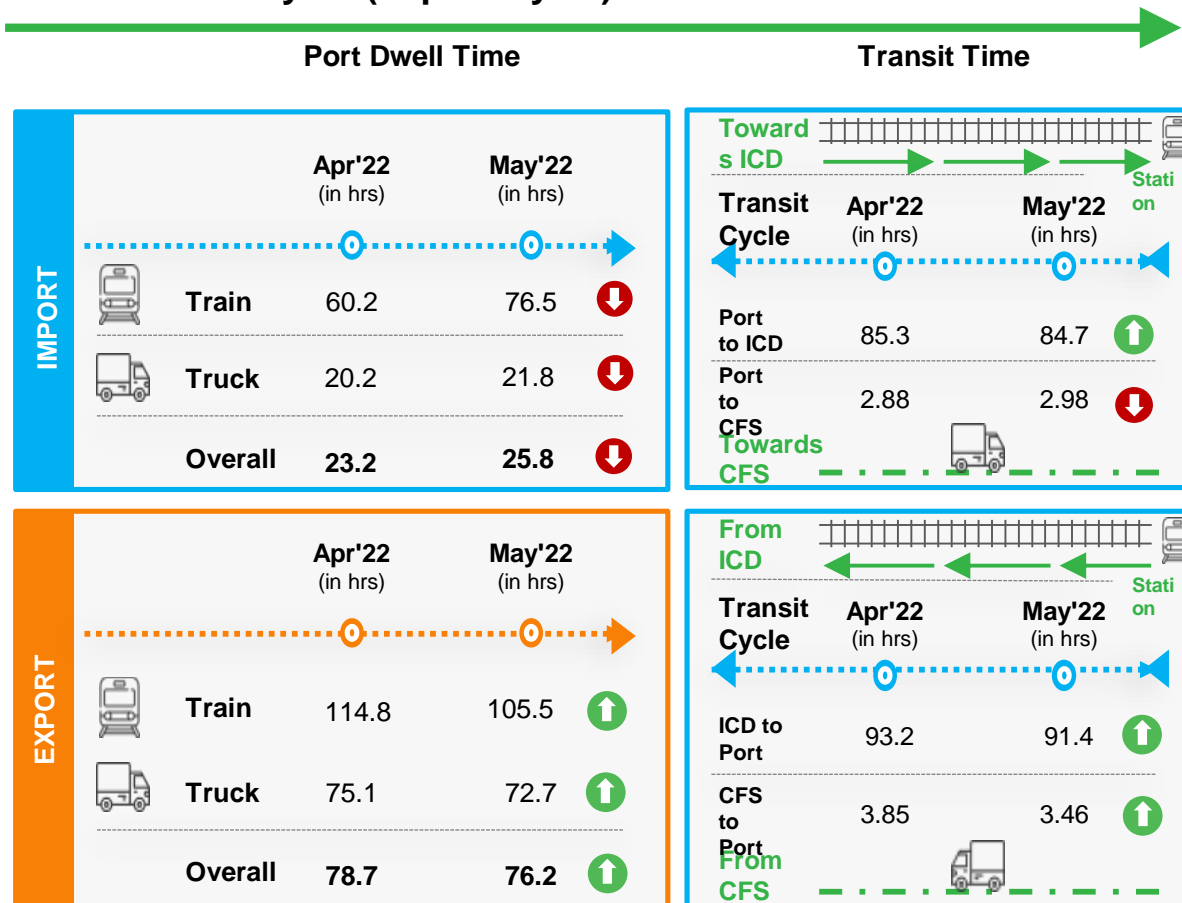 Port Dwell Time
Transit Time
IMPORT
Apr'22 May'22
(in hrs) (in hrs)
Train 60.2 76.5
Truck 20.2 21.8
Overall 23.2 25.8
Toward
s ICD
Stati
on
Transit
Cycle
Apr'22 May'22
(in hrs) (in hrs)
Port
to ICD
85.3 84.7
Port
to
CFS
2.88 2.98
Towards
CFS
EXPORT
Apr'22 May'22
(in hrs) (in hrs)
Train 114.8 105.5
Truck 75.1 72.7
Overall 78.7 76.2
From
ICD
Stati
on
Transit
Cycle
Apr'22 May'22
(in hrs) (in hrs)
ICD to
Port
93.2 91.4
CFS
to
Port
3.85 3.46
From
CFS